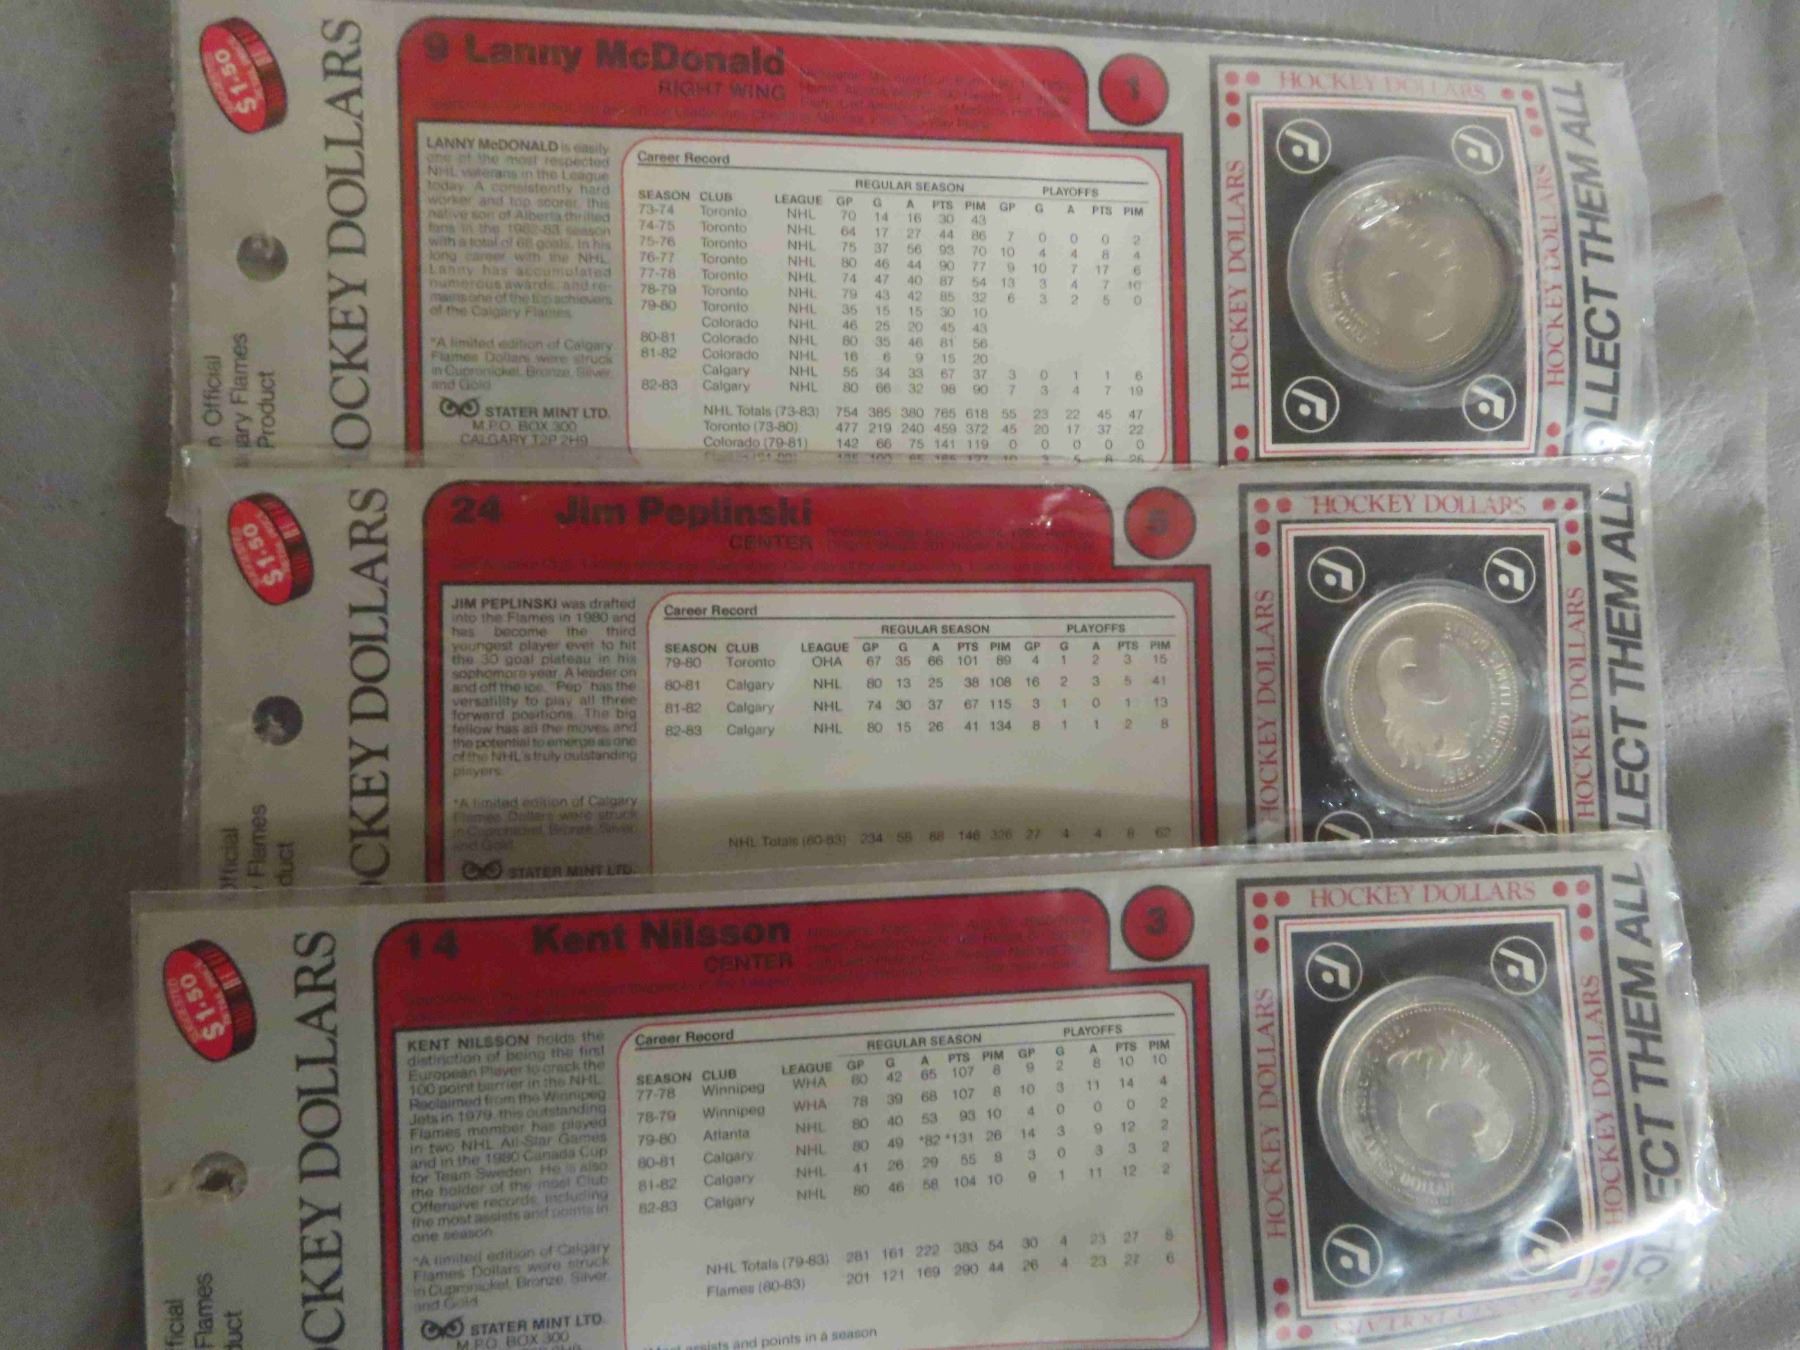 $1.50
HOCKEY DOLLARS
n Official
gary Flames
Product
9 Lanny McDonald
RIGHT WING
1
LANNY McDONALD is easily
one of the most respected
NHL veterans in the League
today. A consistently hard
worker and top scorer, this
native son of Alberta thrilled
fans in the 1982-83 season
with a total of 66 goals. In his
long career with the NHL,
Lanny has accumulated
numerous awards, and re-
mains one of the top achievers
of the Calgary Flames.
*A limited edition of Calgary
Flames Dollars were struck
in Cupronickel, Bronze, Silver,
and Gold.
STATER MINT LTD.
M.P.O. BOX 300
CALGARY T2P 2H9
Career Record
REGULAR SEASON PLAYOFFS
SEASON CLUB LEAGUE GP G A PTS PIM GP G A PTS PIM
73-74 Toronto NHL 70 14 16 30 43
74-75 Toronto NHL 64 17 27 44 86 7 0 0 0 2
75-76 Toronto NHL 75 37 56 93 70 10 4 4 8 4
76-77 Toronto NHL 80 46 44 90 77 9 10 7 17 6
77-78 Toronto NHL 74 47 40 87 54 13 3 4 7 10
78-79 Toronto NHL 79 43 42 85 32 6 3 2 5 0
79-80 Toronto NHL 35 15 15 30 10
Colorado NHL 46 25 20 45 43
80-81 Colorado NHL 80 35 46 81 56
81-82 Colorado NHL 16 6 9 15 20
Calgary NHL 55 34 33 67 37 3 0 1 1 6
82-83 Calgary NHL 80 66 32 98 90 7 3 4 7 19
NHL Totals (73-83) 754 385 380 765 618 55 23 22 45 47
Toronto (73-80) 477 219 240 459 372 45 20 17 37 22
Colorado (79-81) 142 66 75 141 119 0 0 0 0 0
HOCKEY DOLLARS
HOCKEY DOLLARS
HOCKEY DOLLARS
OLLECT THEM ALL
$1.50
OCKEY DOLLARS
Official
Flames
duct
24 Jim Peplinski
CENTER
5
JIM PEPLINSKI was drafted
into the Flames in 1980 and
has become the third
youngest player ever to hit
the 30 goal plateau in his
sophomore year. A leader on
and off the ice, "Pep" has the
versatility to play all three
forward positions. The big
fellow has all the moves and
the potential to emerge as one
of the NHL's truly outstanding
players.
*A limited edition of Calgary
Flames Dollars were struck
in Cupronickel, Bronze, Silver,
and Gold.
STATER MINT LTD.
Career Record
REGULAR SEASON PLAYOFFS
SEASON CLUB LEAGUE GP G A PTS PIM GP G A PTS PIM
79-80 Toronto OHA 67 35 66 101 89 4 1 2 3 15
80-81 Calgary NHL 80 13 25 38 108 16 2 3 5 41
81-82 Calgary NHL 74 30 37 67 115 3 1 0 1 13
82-83 Calgary NHL 80 15 26 41 134 8 1 1 2 8
NHL Totals (80-83) 234 58 88 146 326 27 4 4 8 62
HOCKEY DOLLARS
HOCKEY DOLLARS
HOCKEY DOLLARS
LLECT THEM ALL
$1.50
OCKEY DOLLARS
ficial
Flames
duct
14 Kent Nilsson
CENTER
3
KENT NILSSON holds the
distinction of being the first
European Player to crack the
100 point barrier in the NHL.
Reclaimed from the Winnipeg
Jets in 1979, this outstanding
Flames member has played
in two NHL All-Star Games
and in the 1980 Canada Cup
for Team Sweden. He is also
the holder of the most Club
Offensive records, including
the most assists and points in
one season.
*A limited edition of Calgary
Flames Dollars were struck
in Cupronickel, Bronze, Silver,
and Gold.
STATER MINT LTD.
M.P.O. BOX 300
Career Record
REGULAR SEASON PLAYOFFS
SEASON CLUB LEAGUE GP G A PTS PIM GP G A PTS PIM
77-78 Winnipeg WHA 80 42 65 107 8 9 2 8 10 10
78-79 Winnipeg WHA 78 39 68 107 8 10 3 11 14 4
79-80 Atlanta NHL 80 40 53 93 10 4 0 0 0 2
80-81 Calgary NHL 80 49 *82 *131 26 14 3 9 12 2
81-82 Calgary NHL 41 26 29 55 8 3 0 3 3 2
82-83 Calgary NHL 80 46 58 104 10 9 1 11 12 2
NHL Totals (79-83) 281 161 222 383 54 30 4 23 27 8
Flames (80-83) 201 121 169 290 44 26 4 23 27 6
assists and points in a season
HOCKEY DOLLARS
HOCKEY DOLLARS
HOCKEY DOLLARS
OLLECT THEM ALL